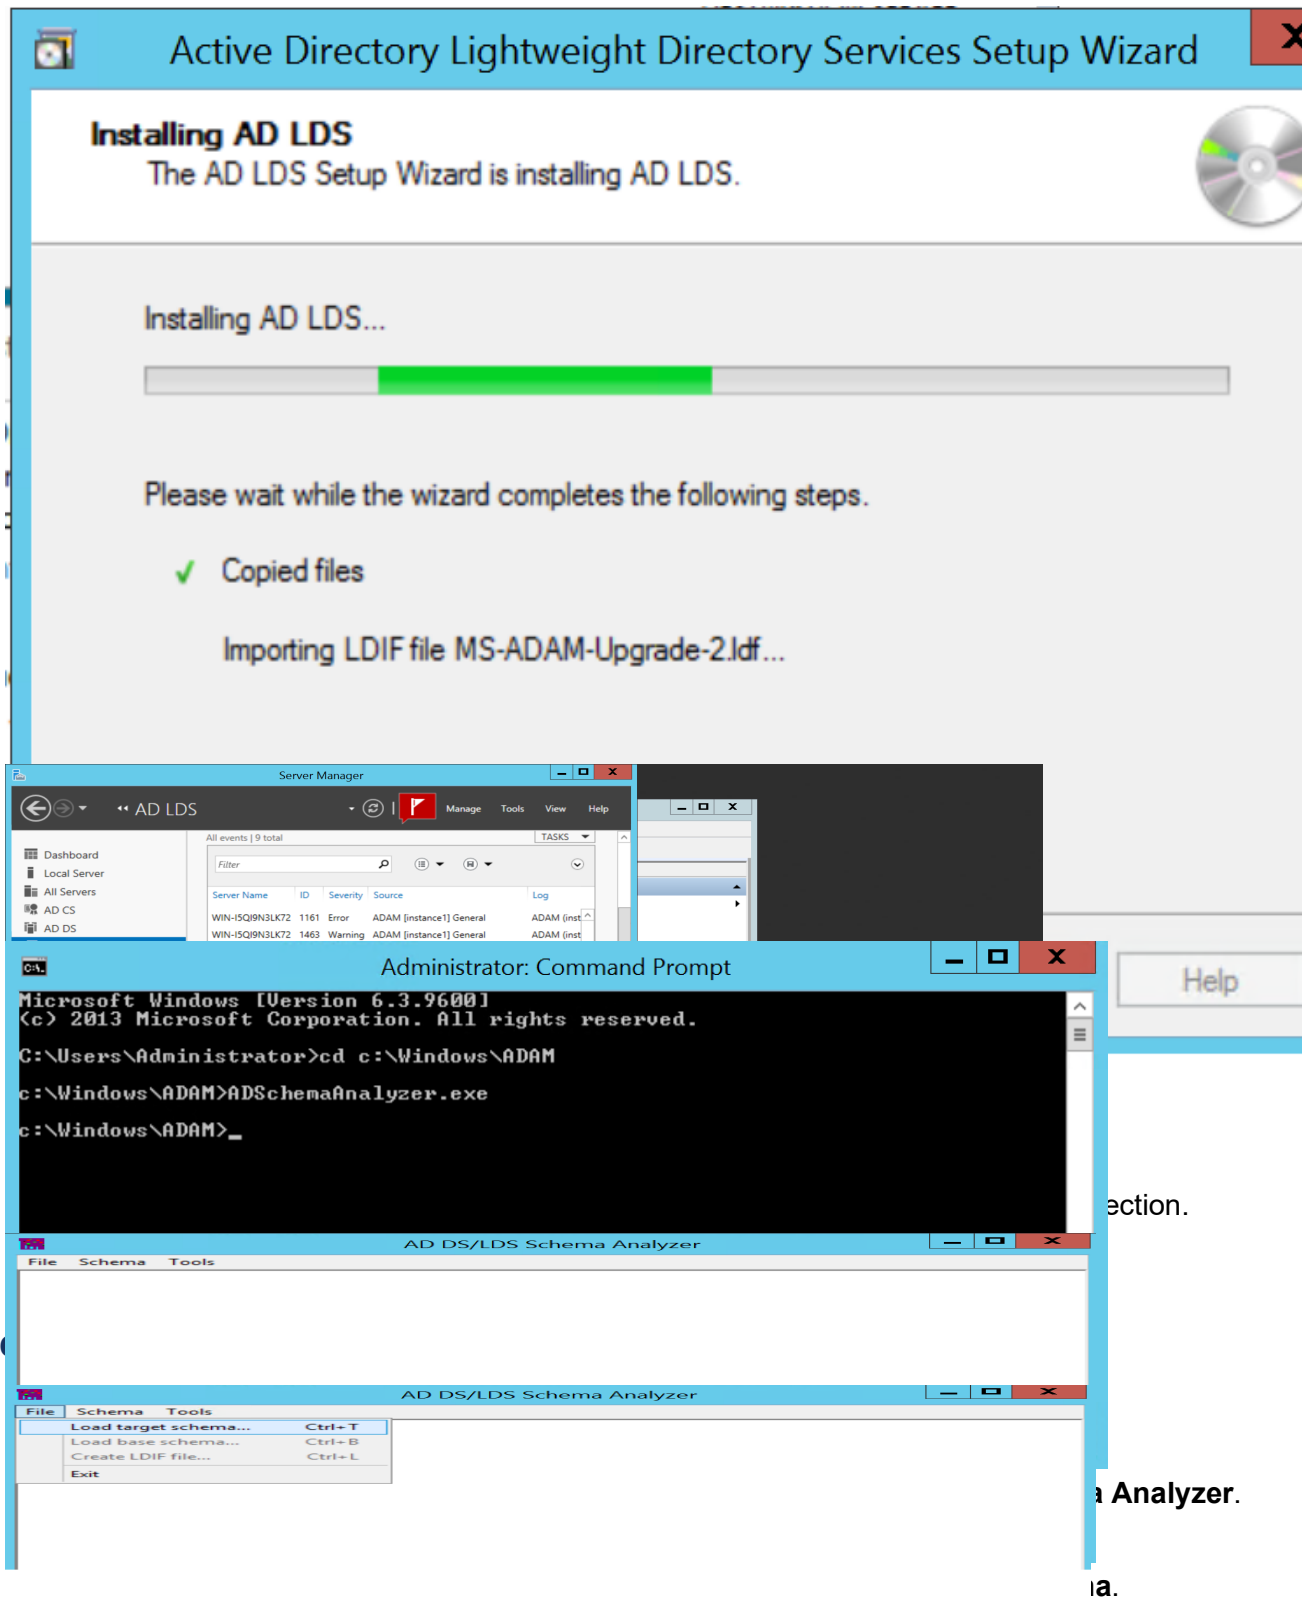 Active Directory Lightweight Directory Services Setup Wizard
Installing AD LDS
The AD LDS Setup Wizard is installing AD LDS.
Installing AD LDS...
Please wait while the wizard completes the following steps.
Copied files
Importing LDIF file MS-ADAM-Upgrade-2.ldf...
Help
Server Manager
AD LDS
Manage Tools View Help
Dashboard
Local Server
All Servers
AD CS
AD DS
All events | 9 total
TASKS
Filter
Server Name ID Severity Source Log
WIN-I5QI9N3LK72 1161 Error ADAM [instance1] General ADAM (inst
WIN-I5QI9N3LK72 1463 Warning ADAM [instance1] General ADAM (inst
Administrator: Command Prompt
Microsoft Windows [Version 6.3.9600]
(c) 2013 Microsoft Corporation. All rights reserved.
C:\Users\Administrator>cd c:\Windows\ADAM
c:\Windows\ADAM>ADSchemaAnalyzer.exe
c:\Windows\ADAM>_
ection.
AD DS/LDS Schema Analyzer
File Schema Tools
AD DS/LDS Schema Analyzer
File Schema Tools
Load target schema... Ctrl+T
Load base schema... Ctrl+B
Create LDIF file... Ctrl+L
Exit
a Analyzer.
a.